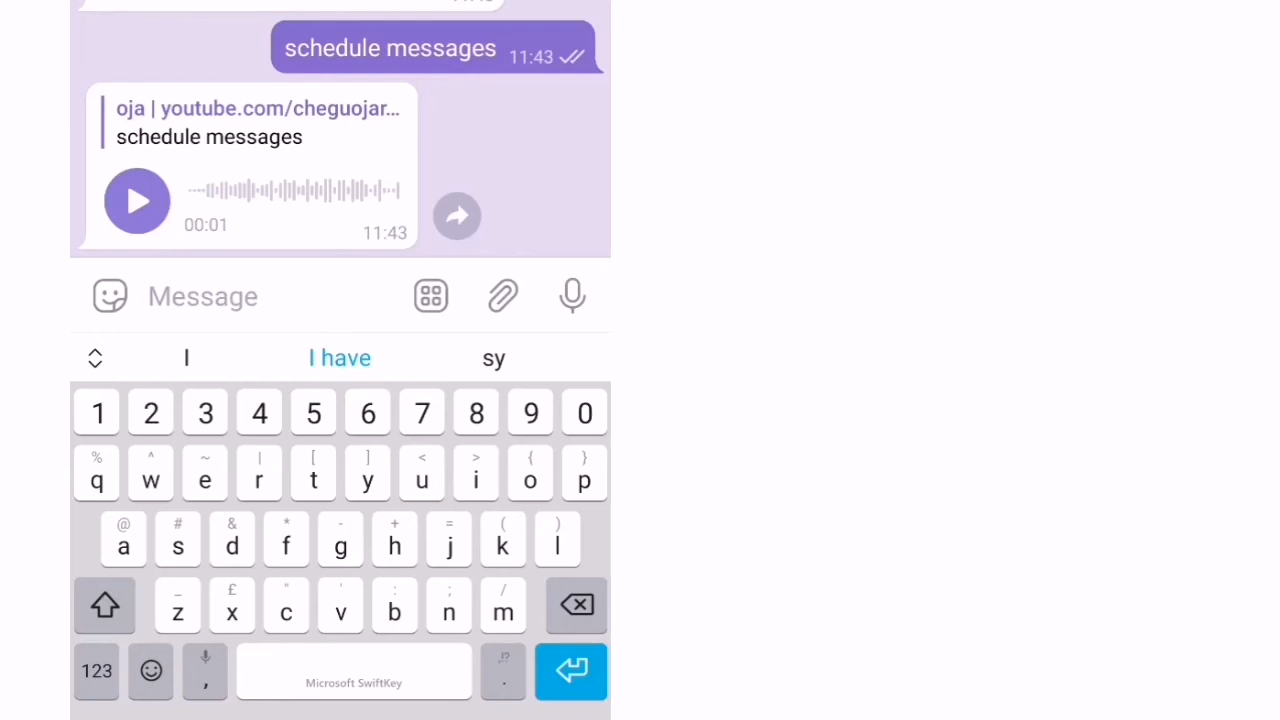 schedule messages 11:43
oja | youtube.com/cheguojar...
schedule messages
00:01
11:43
Message
I I have sy
1 2 3 4 5 6 7 8 9 0
% ^ ~ | [ ] < > { }
q w e r t y u i o p
@ # & * - + = ( )
a s d f g h j k l
_ £ " ' : ; /
z x c v b n m
,!?
123 , .
Microsoft SwiftKey